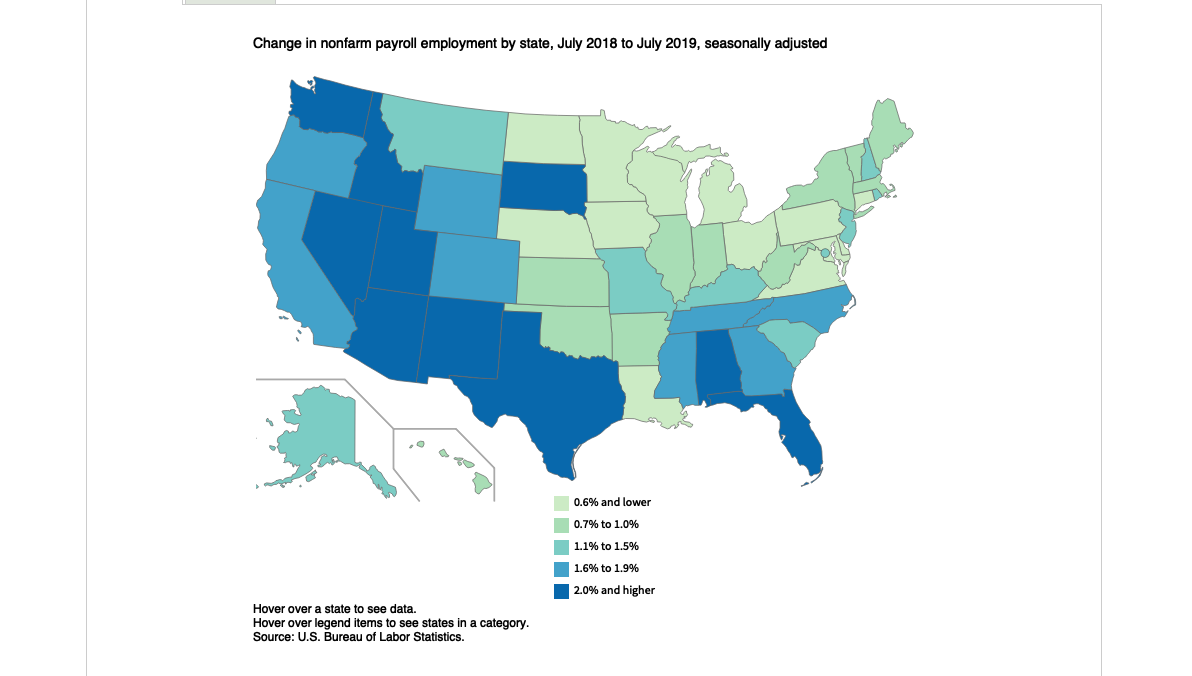 Change in nonfarm payroll employment by state, July 2018 to July 2019, seasonally adjusted
0.6% and lower
0.7% to 1.0%
1.1% to 1.5%
1.6% to 1.9%
2.0% and higher
Hover over a state to see data.
Hover over legend items to see states in a category.
Source: U.S. Bureau of Labor Statistics.